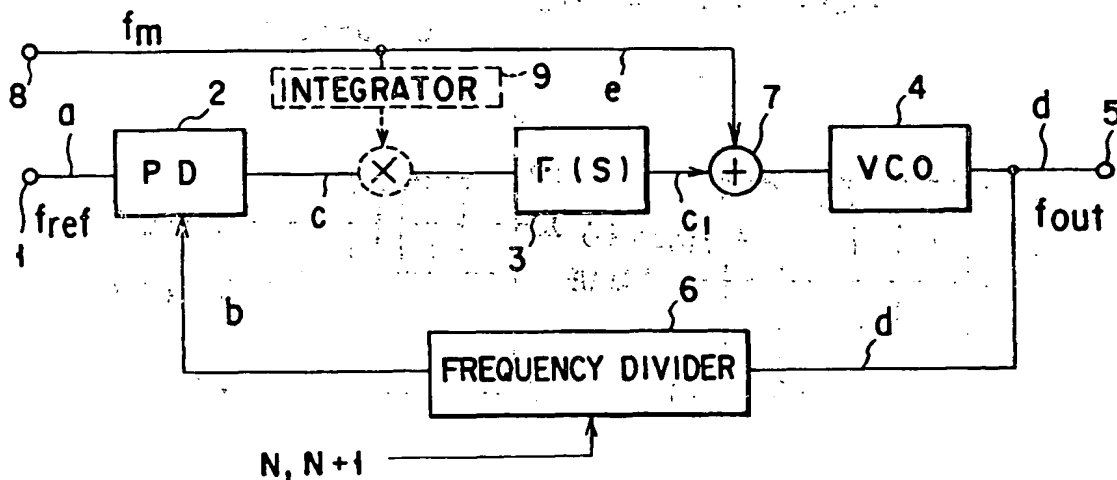 fm
8
INTEGRATOR
9
e
7
4
d
5
a
2
PD
c
×
F(S)
c1
+
VCO
fref
1
3
fout
b
6
d
FREQUENCY DIVIDER
N, N+1